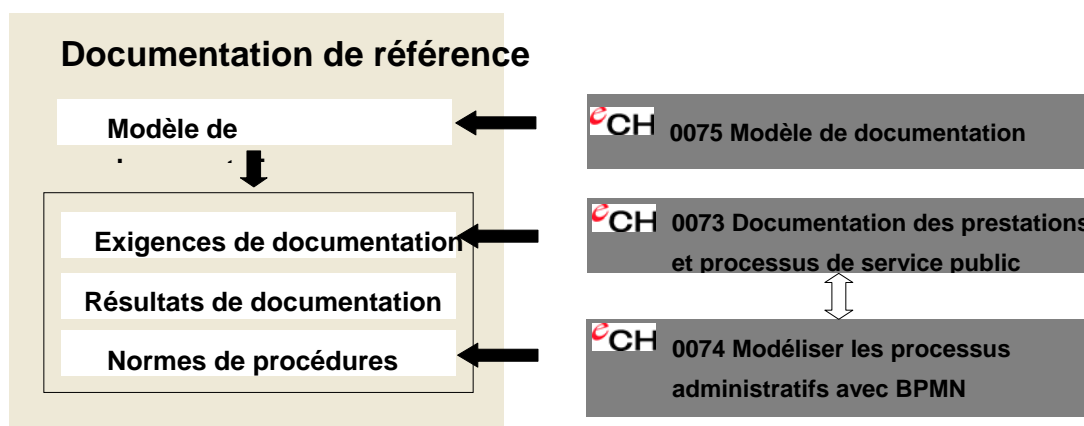 Documentation de référence
Modèle de
Exigences de documentation
Résultats de documentation
Normes de procédures
eCH 0075 Modèle de documentation
eCH 0073 Documentation des prestations
et processus de service public
eCH 0074 Modéliser les processus
administratifs avec BPMN